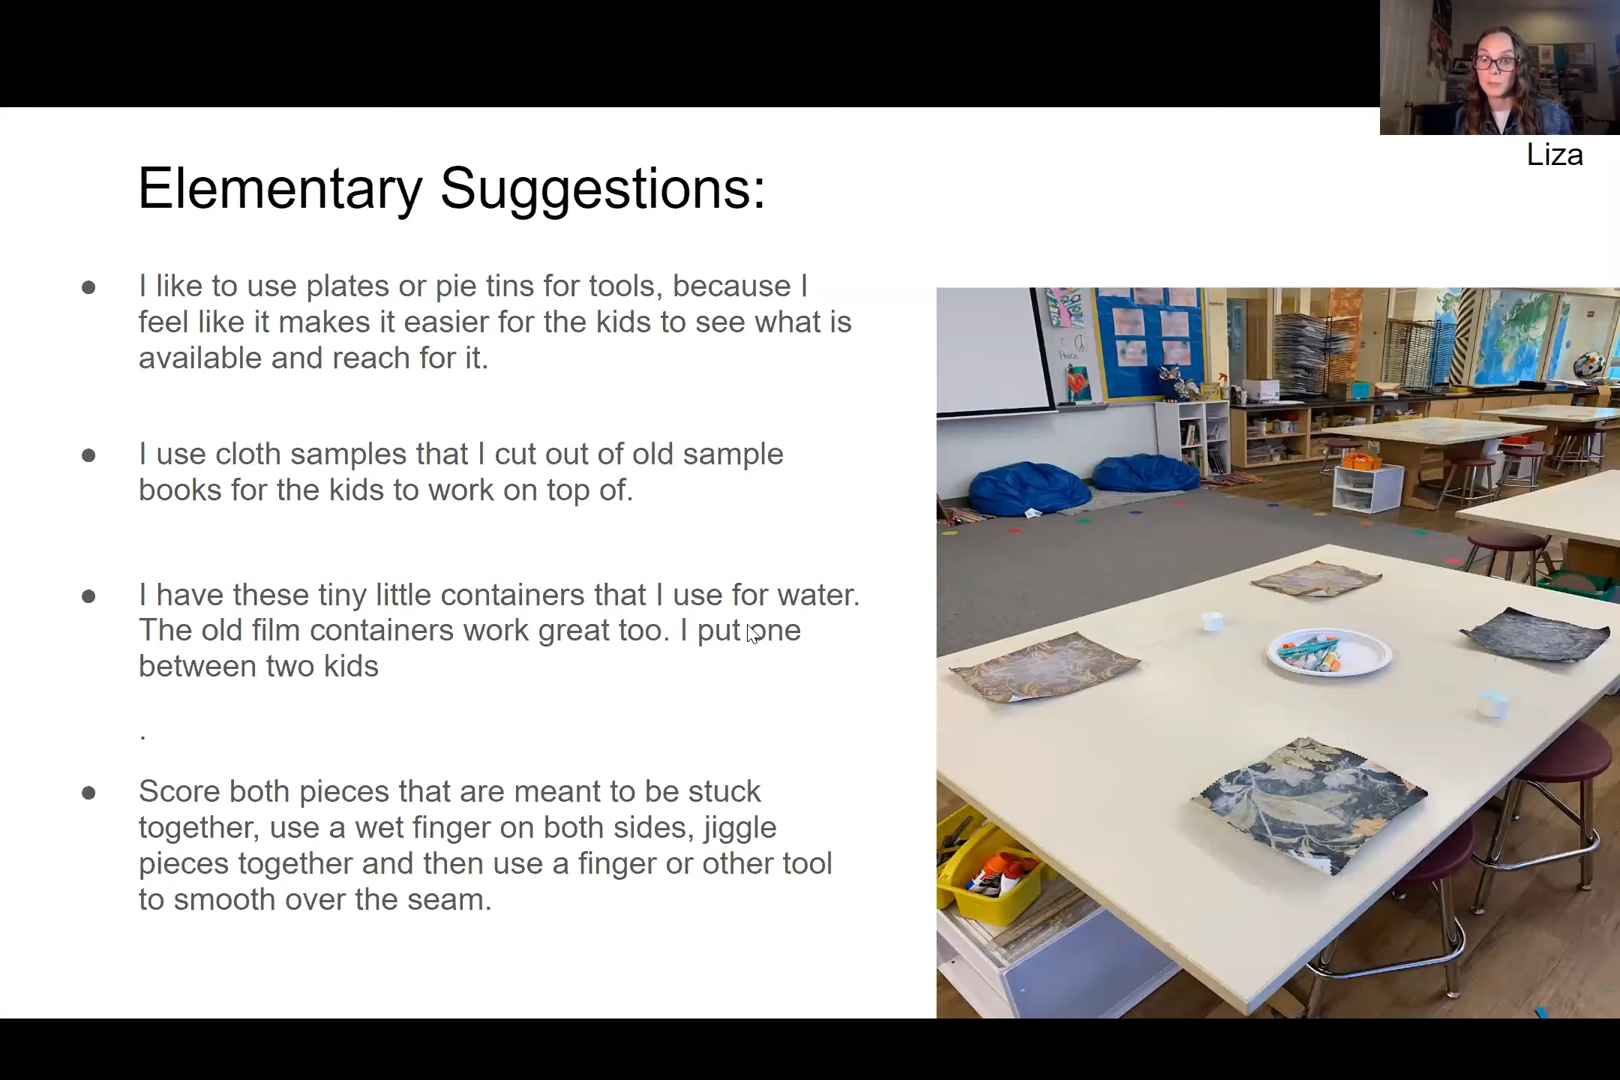 Liza
Elementary Suggestions:
● I like to use plates or pie tins for tools, because I
feel like it makes it easier for the kids to see what is
available and reach for it.
● I use cloth samples that I cut out of old sample
books for the kids to work on top of.
● I have these tiny little containers that I use for water.
The old film containers work great too. I put one
between two kids
.
● Score both pieces that are meant to be stuck
together, use a wet finger on both sides, jiggle
pieces together and then use a finger or other tool
to smooth over the seam.
Peace